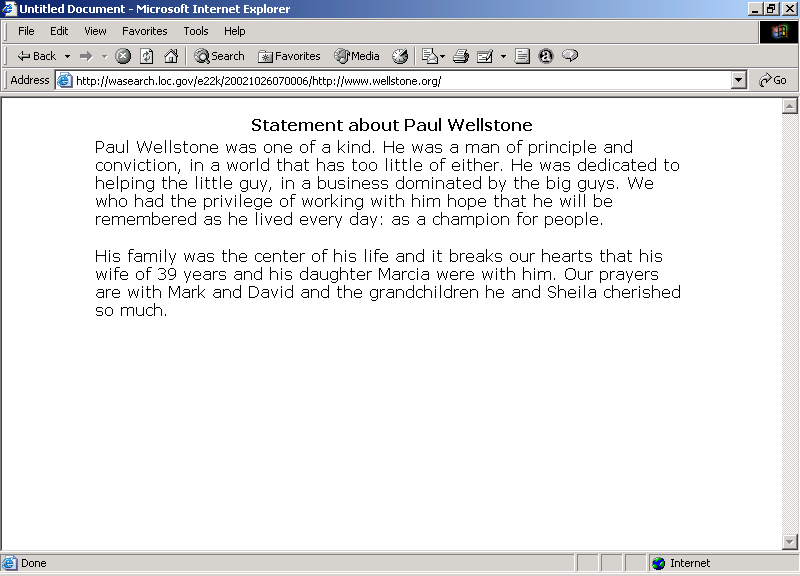 Untitled Document - Microsoft Internet Explorer
File Edit View Favorites Tools Help
Back Search Favorites Media
Address http://wasearch.loc.gov/e22k/20021026070006/http://www.wellstone.org/ Go
Statement about Paul Wellstone
Paul Wellstone was one of a kind. He was a man of principle and
conviction, in a world that has too little of either. He was dedicated to
helping the little guy, in a business dominated by the big guys. We
who had the privilege of working with him hope that he will be
remembered as he lived every day: as a champion for people.
His family was the center of his life and it breaks our hearts that his
wife of 39 years and his daughter Marcia were with him. Our prayers
are with Mark and David and the grandchildren he and Sheila cherished
so much.
Done Internet